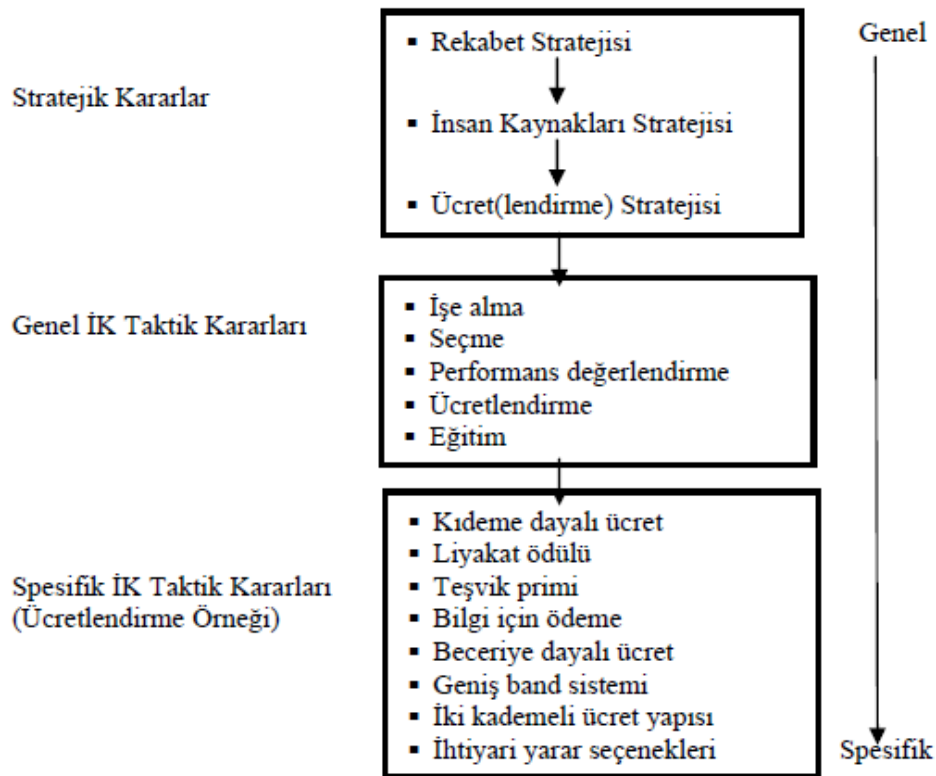 Genel
Stratejik Kararlar
▪ Rekabet Stratejisi
▪ İnsan Kaynakları Stratejisi
▪ Ücret(lendirme) Stratejisi
Genel İK Taktik Kararları
▪ İşe alma
▪ Seçme
▪ Performans değerlendirme
▪ Ücretlendirme
▪ Eğitim
Spesifik İK Taktik Kararları
(Ücretlendirme Örneği)
▪ Kıdeme dayalı ücret
▪ Liyakat ödülü
▪ Teşvik primi
▪ Bilgi için ödeme
▪ Beceriye dayalı ücret
▪ Geniş band sistemi
▪ İki kademeli ücret yapısı
▪ İhtiyari yarar seçenekleri
Spesifik